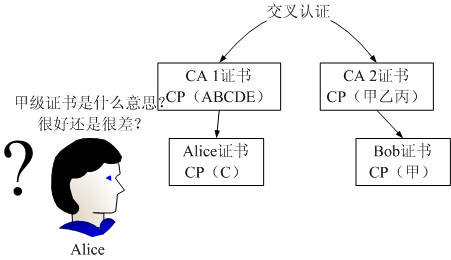 交叉认证
CA 1证书
CP（ABCDE）
CA 2证书
CP（甲乙丙）
甲级证书是什么意思？
很好还是很差？
Alice证书
CP（C）
Bob证书
CP（甲）
?
Alice